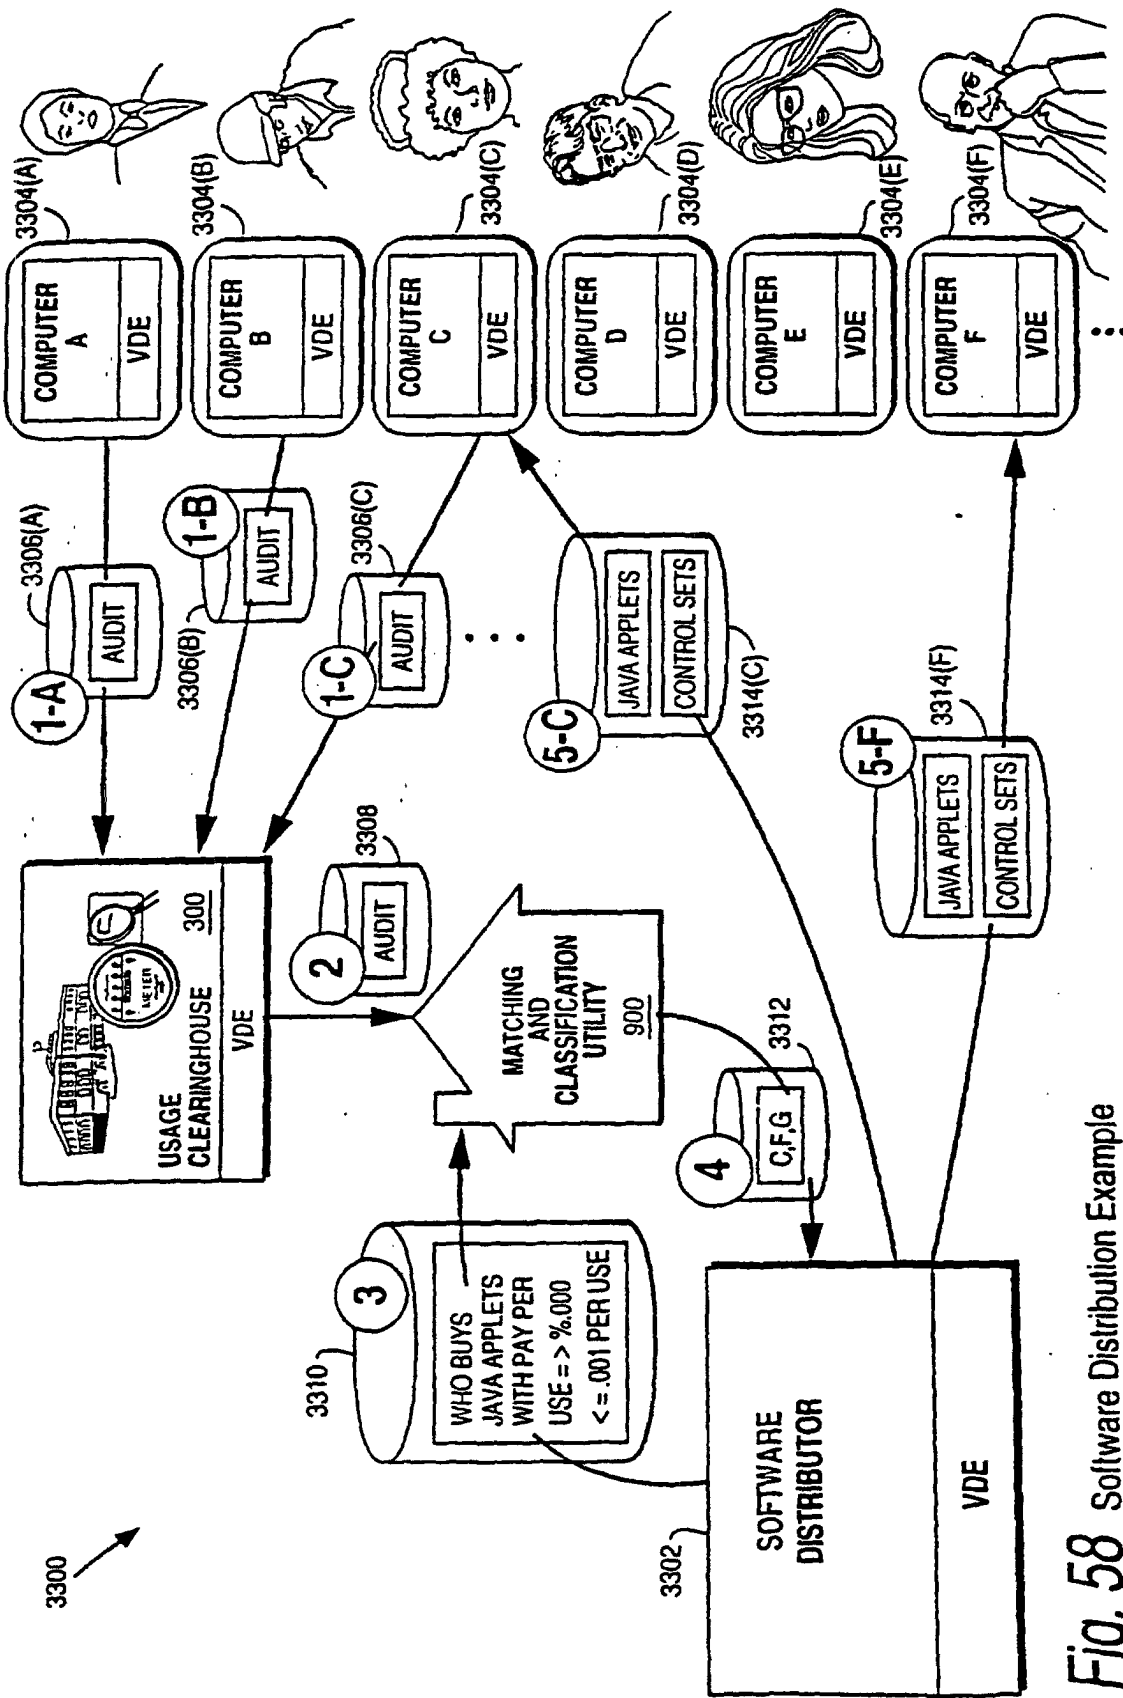 3300
3310
3
WHO BUYS
JAVA APPLETS
WITH PAY PER
USE = > %.000
< = .001 PER USE
3302
SOFTWARE
DISTRIBUTOR
VDE
USAGE
CLEARINGHOUSE
300
METER
VDE
2
AUDIT
3308
MATCHING
AND
CLASSIFICATION
UTILITY
900
4
C,F,G
3312
1-A
AUDIT
3306(A)
1-B
AUDIT
3306(B)
1-C
AUDIT
3306(C)
5-C
JAVA APPLETS
CONTROL SETS
3314(C)
5-F
JAVA APPLETS
CONTROL SETS
3314(F)
COMPUTER
A
VDE
3304(A)
COMPUTER
B
VDE
3304(B)
COMPUTER
C
VDE
3304(C)
COMPUTER
D
VDE
3304(D)
COMPUTER
E
VDE
3304(E)
COMPUTER
F
VDE
3304(F)
Fig. 58 Software Distribution Example